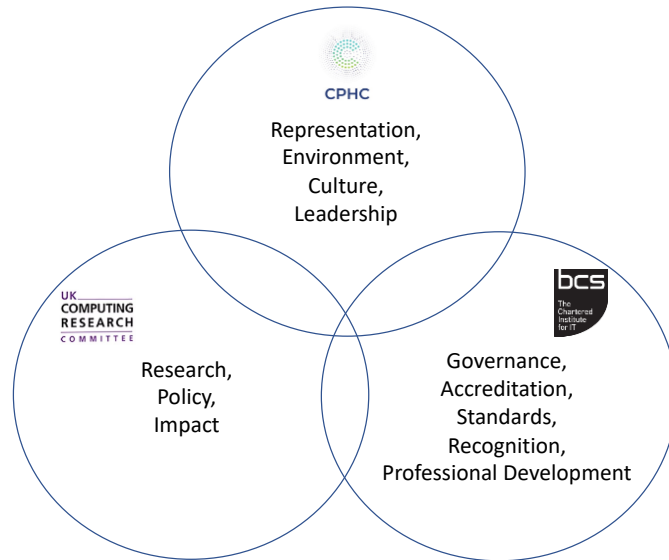 CPHC
Representation,
Environment,
Culture,
Leadership
UK
COMPUTING
RESEARCH
COMMITTEE
Research,
Policy,
Impact
bcs
The
Chartered
Institute
for IT
Governance,
Accreditation,
Standards,
Recognition,
Professional Development